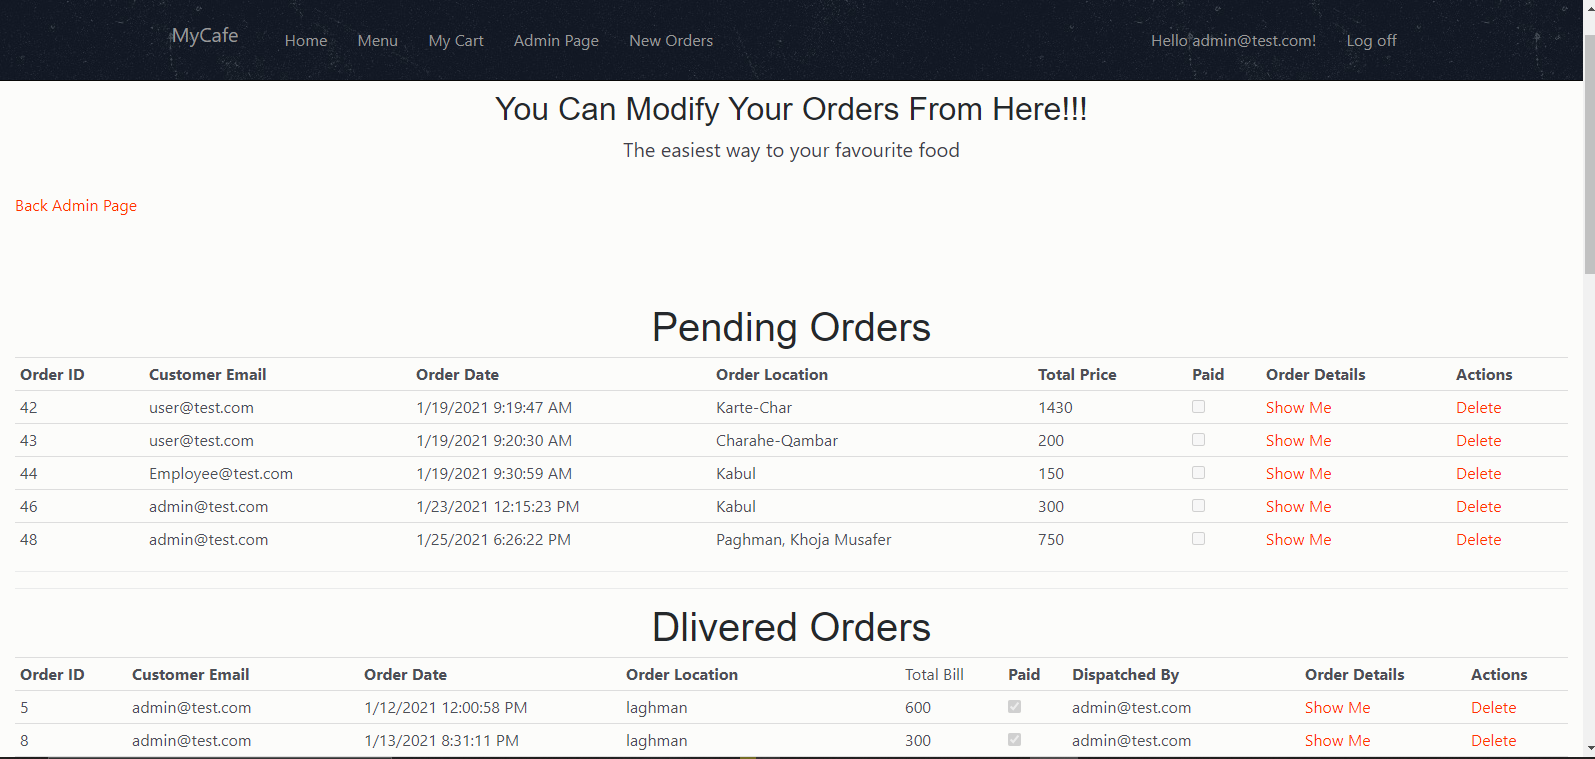 MyCafe Home Menu My Cart Admin Page New Orders Hello admin@test.com! Log off
You Can Modify Your Orders From Here!!!
The easiest way to your favourite food
Back Admin Page
Pending Orders
Order ID Customer Email Order Date Order Location Total Price Paid Order Details Actions
42 user@test.com 1/19/2021 9:19:47 AM Karte-Char 1430 Show Me Delete
43 user@test.com 1/19/2021 9:20:30 AM Charahe-Qambar 200 Show Me Delete
44 Employee@test.com 1/19/2021 9:30:59 AM Kabul 150 Show Me Delete
46 admin@test.com 1/23/2021 12:15:23 PM Kabul 300 Show Me Delete
48 admin@test.com 1/25/2021 6:26:22 PM Paghman, Khoja Musafer 750 Show Me Delete
Dlivered Orders
Order ID Customer Email Order Date Order Location Total Bill Paid Dispatched By Order Details Actions
5 admin@test.com 1/12/2021 12:00:58 PM laghman 600 admin@test.com Show Me Delete
8 admin@test.com 1/13/2021 8:31:11 PM laghman 300 admin@test.com Show Me Delete